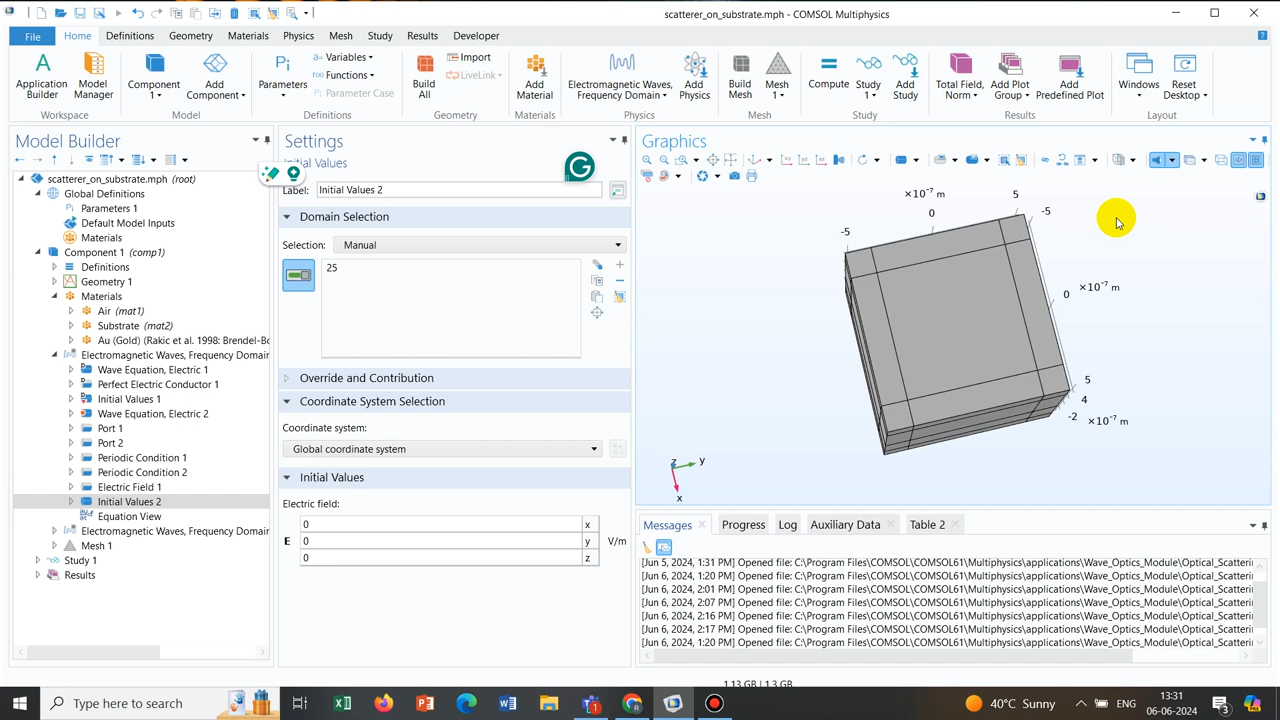 scatterer_on_substrate.mph - COMSOL Multiphysics
File Home Definitions Geometry Materials Physics Mesh Study Results Developer
Application Builder
Model Manager
Workspace
Component 1
Add Component
Model
Pi
Parameters
a= Variables
f(x) Functions
Pi Parameter Case
Definitions
Build All
Import
LiveLink
Geometry
Add Material
Materials
Electromagnetic Waves, Frequency Domain
Add Physics
Physics
Build Mesh
Mesh 1
Mesh
Compute
Study 1
Add Study
Study
Total Field, Norm
Add Plot Group
Add Predefined Plot
Results
Windows
Reset Desktop
Layout
Model Builder
scatterer_on_substrate.mph (root)
Global Definitions
Pi Parameters 1
Default Model Inputs
Materials
Component 1 (comp1)
Definitions
Geometry 1
Materials
Air (mat1)
Substrate (mat2)
Au (Gold) (Rakic et al. 1998: Brendel-Bo
Electromagnetic Waves, Frequency Domain
Wave Equation, Electric 1
Perfect Electric Conductor 1
Initial Values 1
Wave Equation, Electric 2
Port 1
Port 2
Periodic Condition 1
Periodic Condition 2
Electric Field 1
Initial Values 2
Equation View
Electromagnetic Waves, Frequency Domain
Mesh 1
Study 1
Results
Settings
Initial Values
G
Label: Initial Values 2
Domain Selection
Selection: Manual
25
Override and Contribution
Coordinate System Selection
Coordinate system:
Global coordinate system
Initial Values
Electric field:
0 x
E 0 y V/m
0 z
Graphics
×10⁻⁷ m
5
0
-5
-5
0
×10⁻⁷ m
5
4
-2
×10⁻⁷ m
z y
x
Messages Progress Log Auxiliary Data Table 2
[Jun 5, 2024, 1:31 PM] Opened file: C:\Program Files\COMSOL\COMSOL61\Multiphysics\applications\Wave_Optics_Module\Optical_Scatterin
[Jun 6, 2024, 1:20 PM] Opened file: C:\Program Files\COMSOL\COMSOL61\Multiphysics\applications\Wave_Optics_Module\Optical_Scatterin
[Jun 6, 2024, 2:01 PM] Opened file: C:\Program Files\COMSOL\COMSOL61\Multiphysics\applications\Wave_Optics_Module\Optical_Scatterin
[Jun 6, 2024, 2:07 PM] Opened file: C:\Program Files\COMSOL\COMSOL61\Multiphysics\applications\Wave_Optics_Module\Optical_Scatterin
[Jun 6, 2024, 2:16 PM] Opened file: C:\Program Files\COMSOL\COMSOL61\Multiphysics\applications\Wave_Optics_Module\Optical_Scatterin
[Jun 6, 2024, 2:17 PM] Opened file: C:\Program Files\COMSOL\COMSOL61\Multiphysics\applications\Wave_Optics_Module\Optical_Scatterin
[Jun 6, 2024, 1:20 PM] Opened file: C:\Program Files\COMSOL\COMSOL61\Multiphysics\applications\Wave_Optics_Module\Optical_Scatterin
1.13 GB | 1.3 GB
Type here to search
40°C Sunny
ENG
13:31
06-06-2024